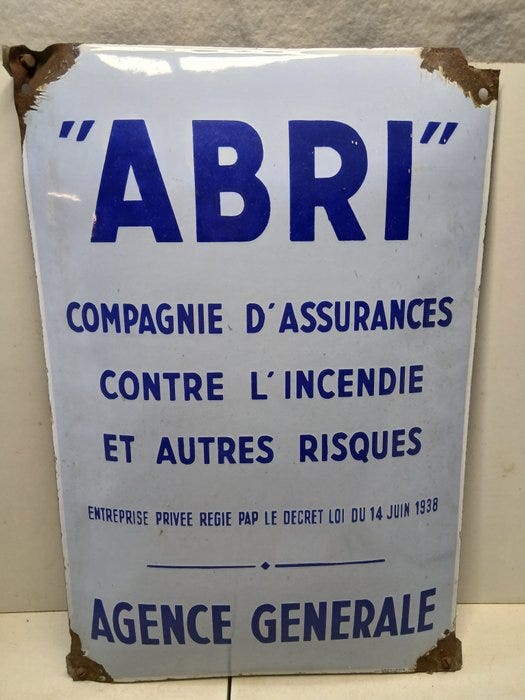 "ABRI"
COMPAGNIE D'ASSURANCES
CONTRE L'INCENDIE
ET AUTRES RISQUES
ENTREPRISE PRIVEE REGIE PAP LE DECRET LOI DU 14 JUIN 1938
AGENCE GENERALE